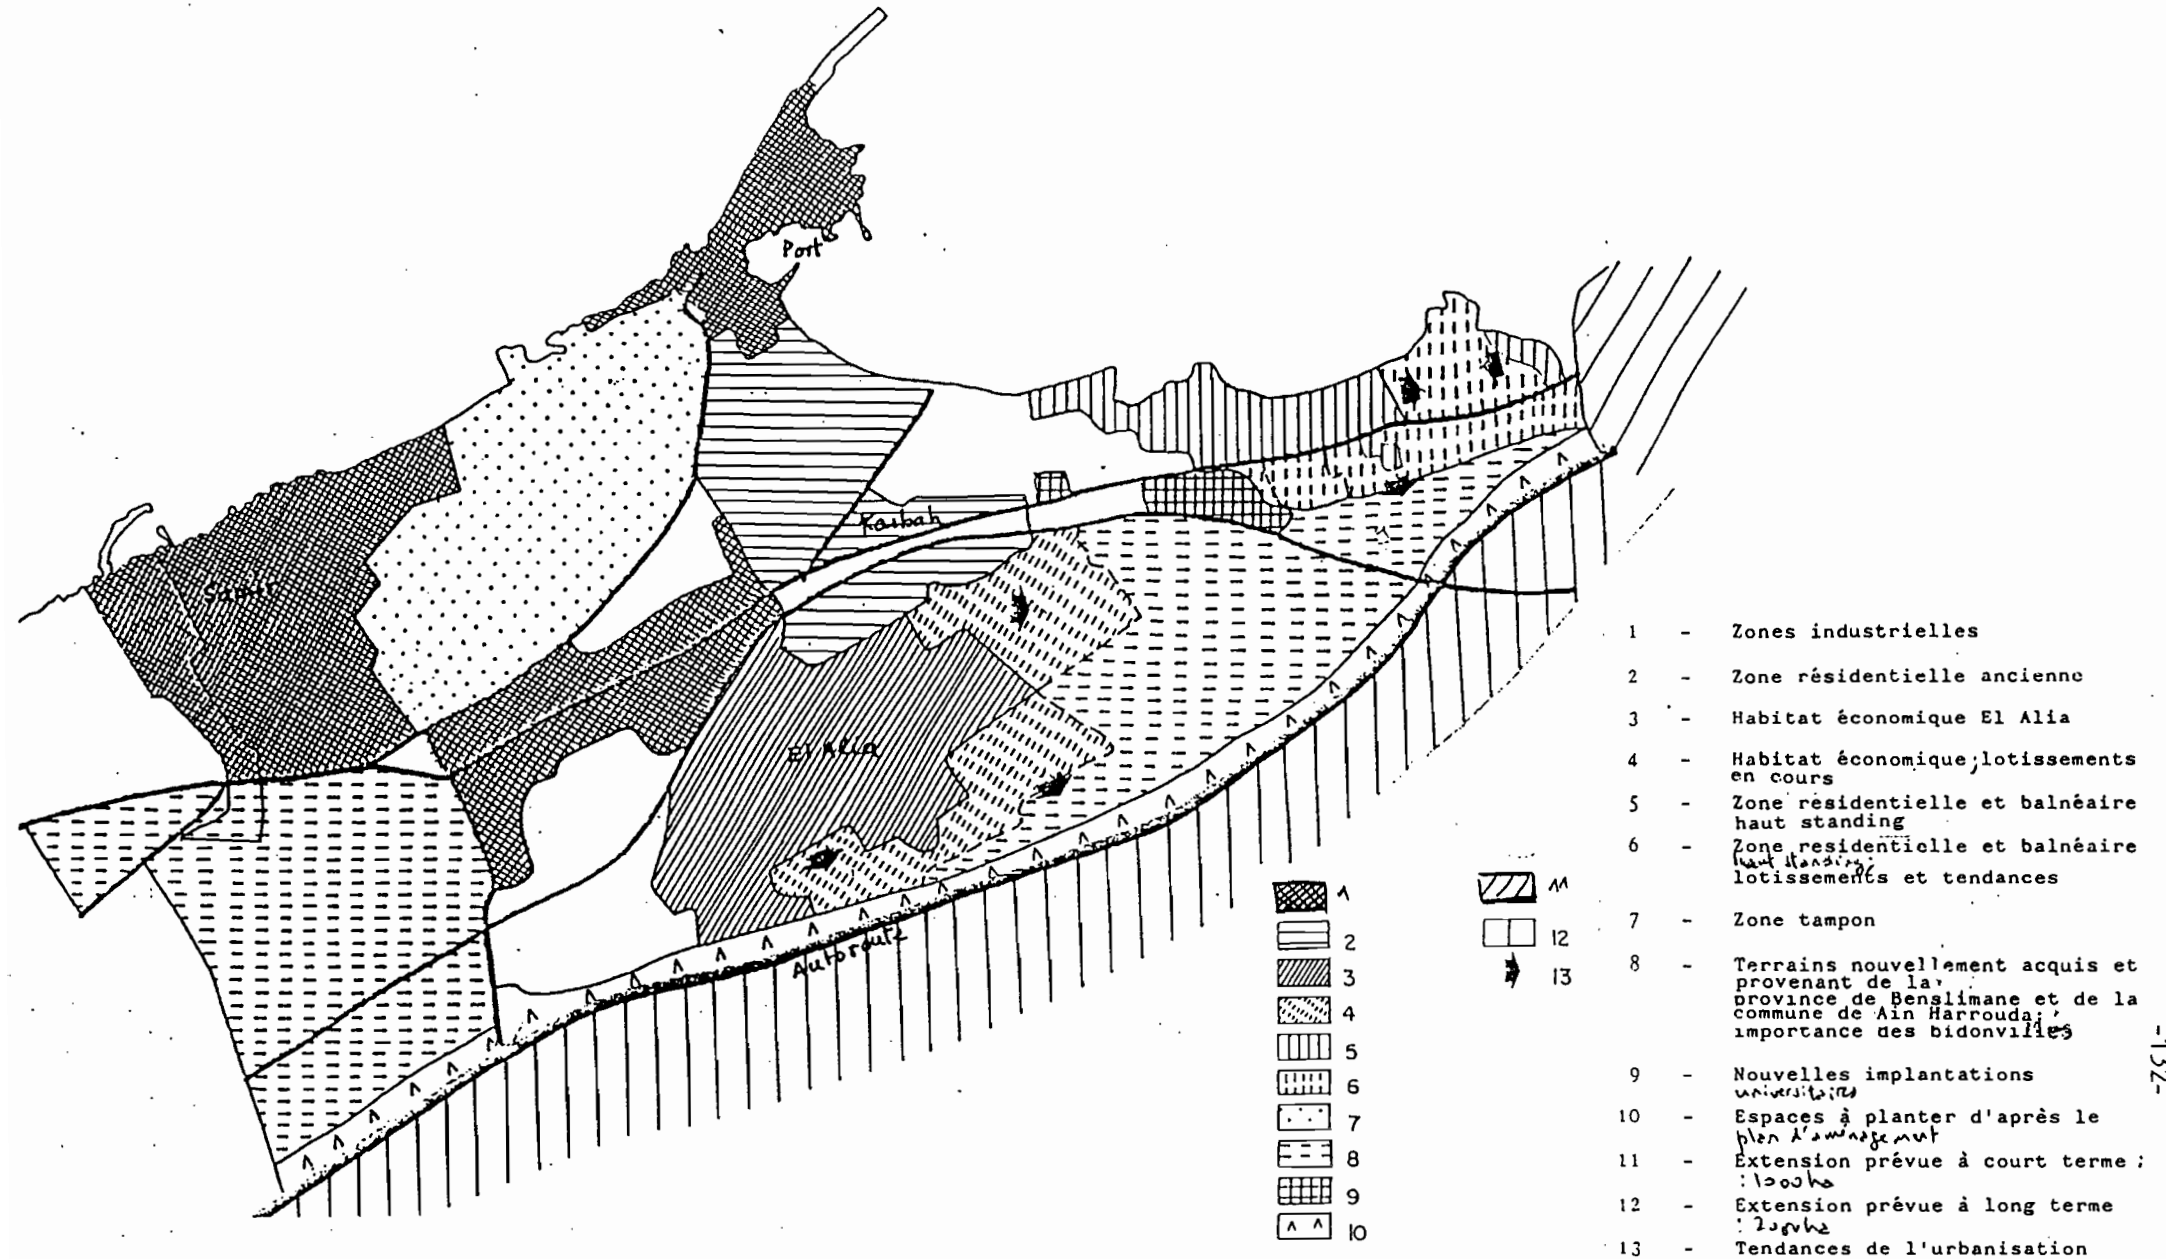 Port
Kasbah
Samir
El Alia
Autoroute
1
2
3
4
5
6
7
8
9
10
11
12
13
1 - Zones industrielles
2 - Zone résidentielle ancienne
3 - Habitat économique El Alia
4 - Habitat économique; lotissements
en cours
5 - Zone résidentielle et balnéaire
haut standing
6 - Zone residentielle et balnéaire
haut standing;
lotissements et tendances
7 - Zone tampon
8 - Terrains nouvellement acquis et
provenant de la
province de Benslimane et de la
commune de Ain Harrouda;
importance des bidonvilles
9 - Nouvelles implantations
universitaires
10 - Espaces à planter d'après le
plan d'aménagement
11 - Extension prévue à court terme ;
12 - Extension prévue à long terme
13 - Tendances de l'urbanisation
-132-